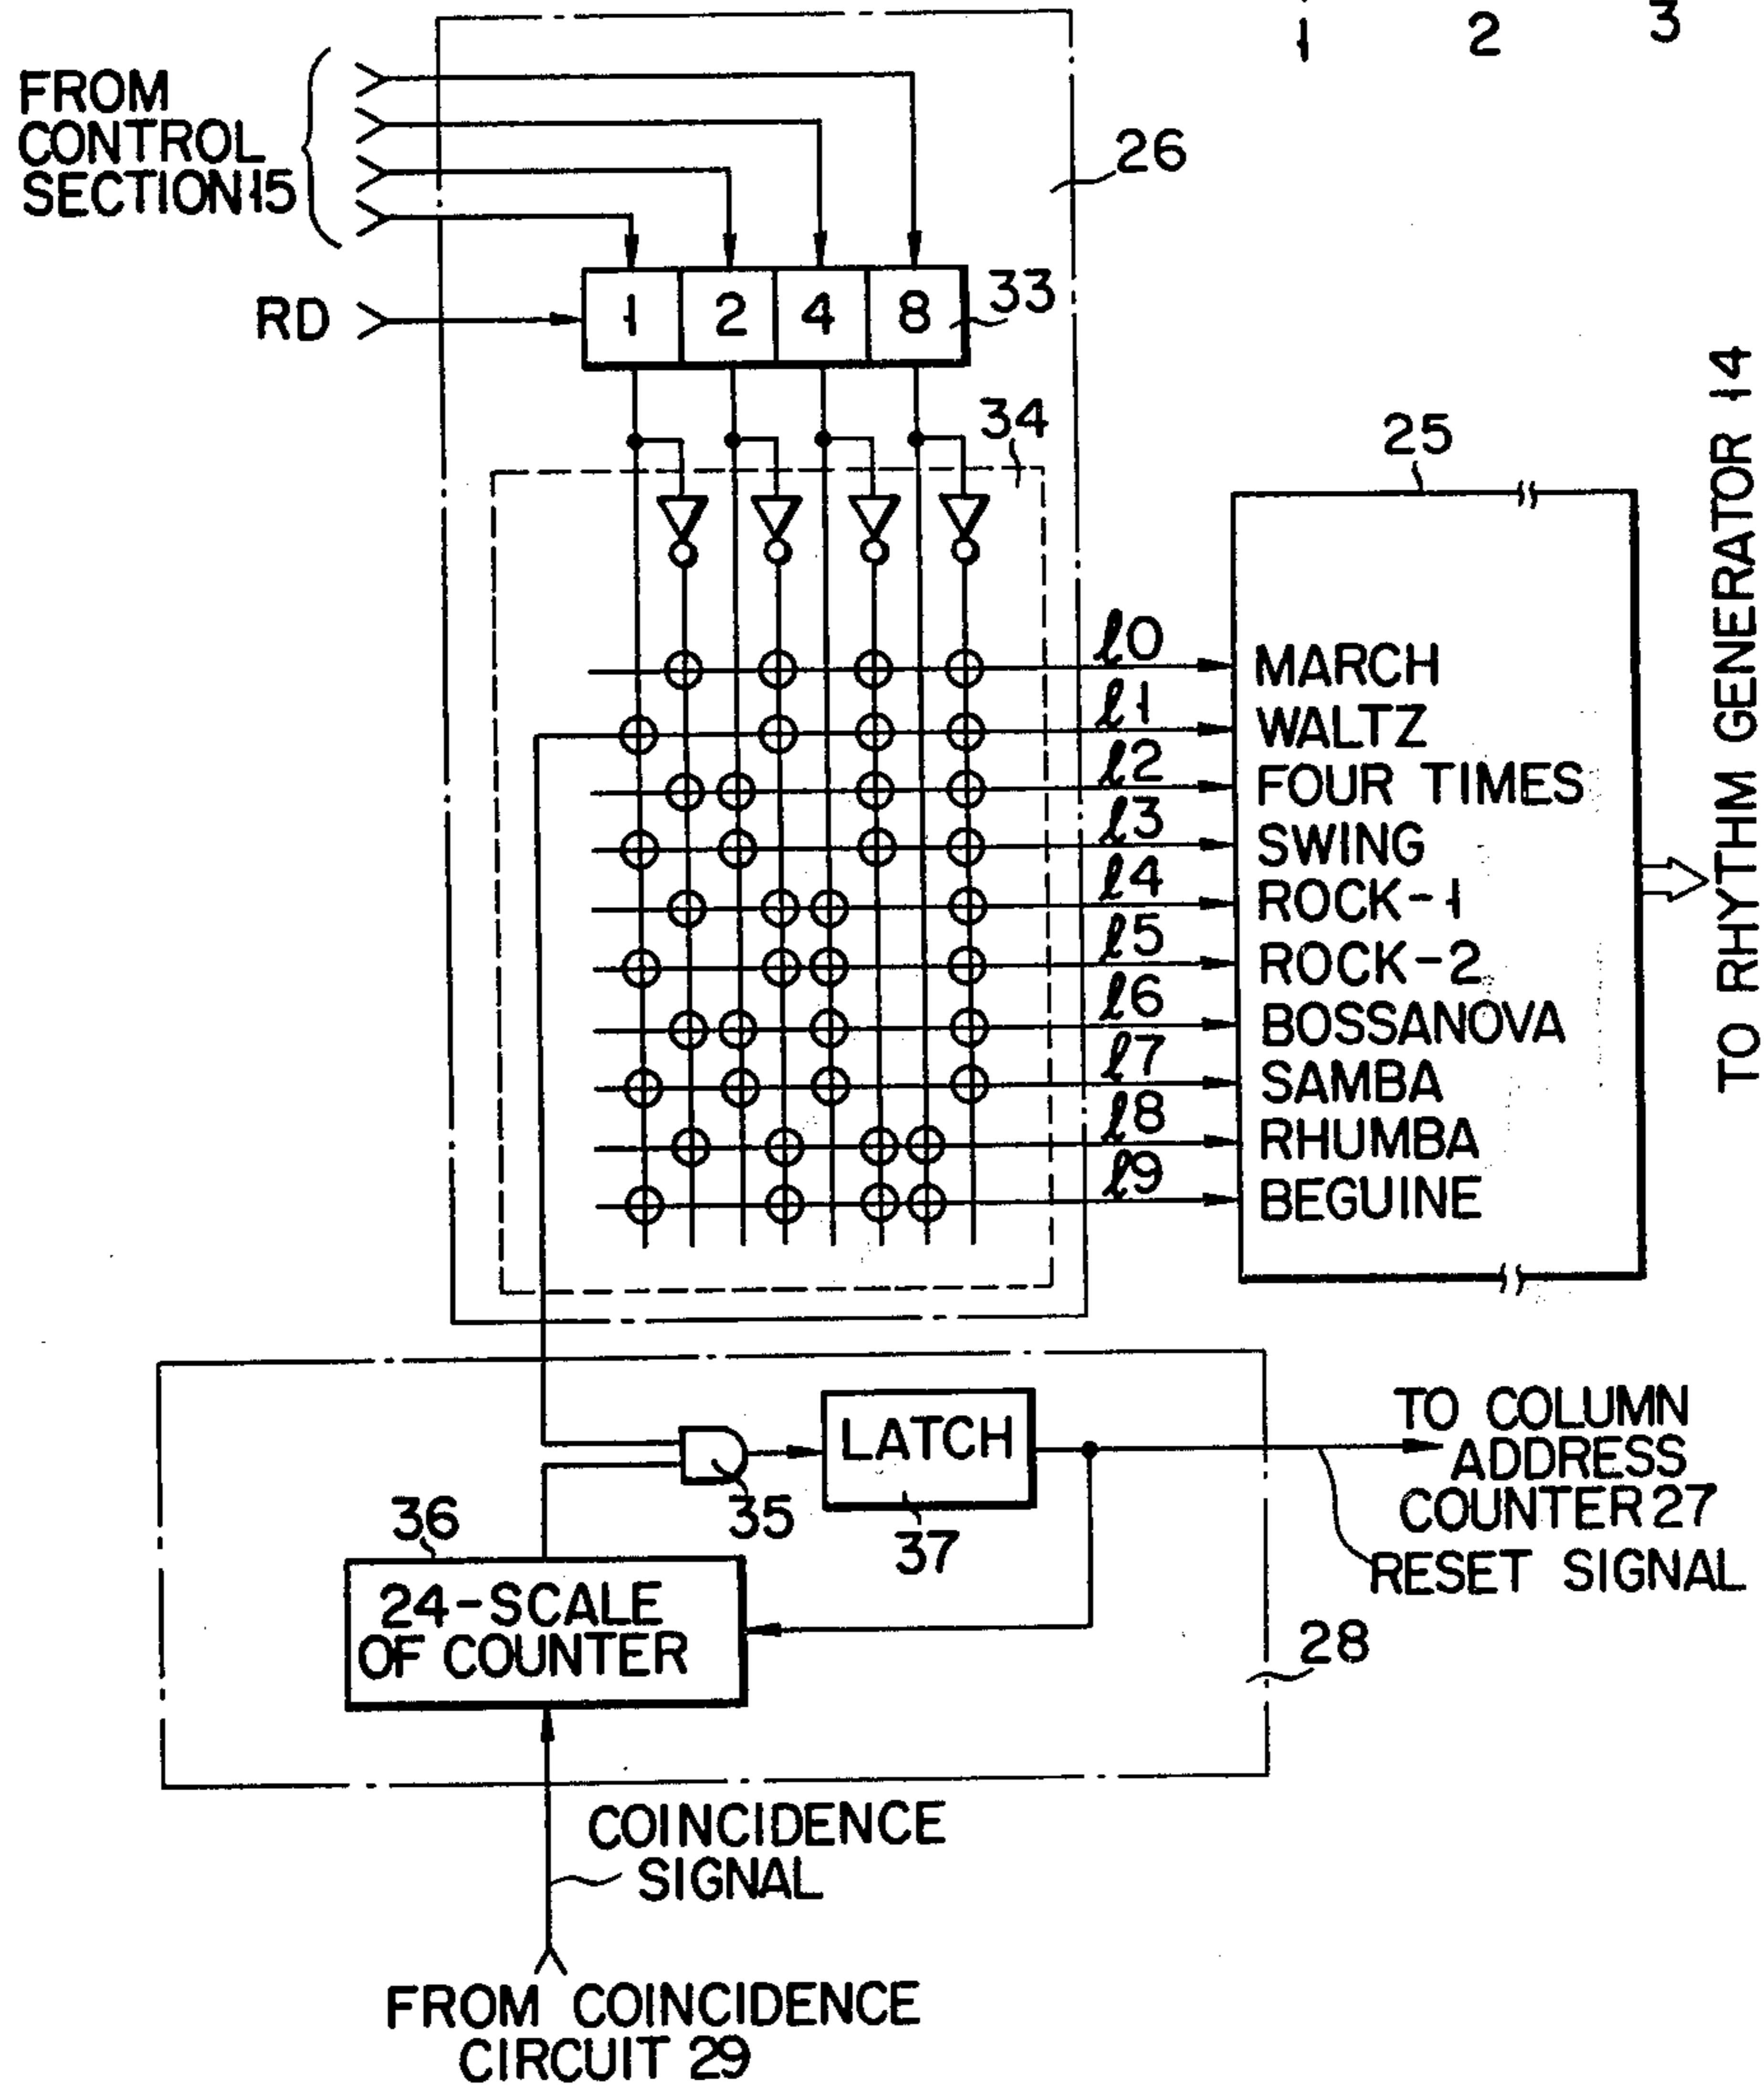 1 2 3
FROM
CONTROL
SECTION 15
26
RD
1 2 4 8
33
34
25
ℓ0 MARCH
ℓ1 WALTZ
ℓ2 FOUR TIMES
ℓ3 SWING
ℓ4 ROCK-1
ℓ5 ROCK-2
ℓ6 BOSSANOVA
ℓ7 SAMBA
ℓ8 RHUMBA
ℓ9 BEGUINE
TO RHYTHM GENERATOR 14
LATCH
35
37
36
24-SCALE
OF COUNTER
TO COLUMN
ADDRESS
COUNTER 27
RESET SIGNAL
28
COINCIDENCE
SIGNAL
FROM COINCIDENCE
CIRCUIT 29